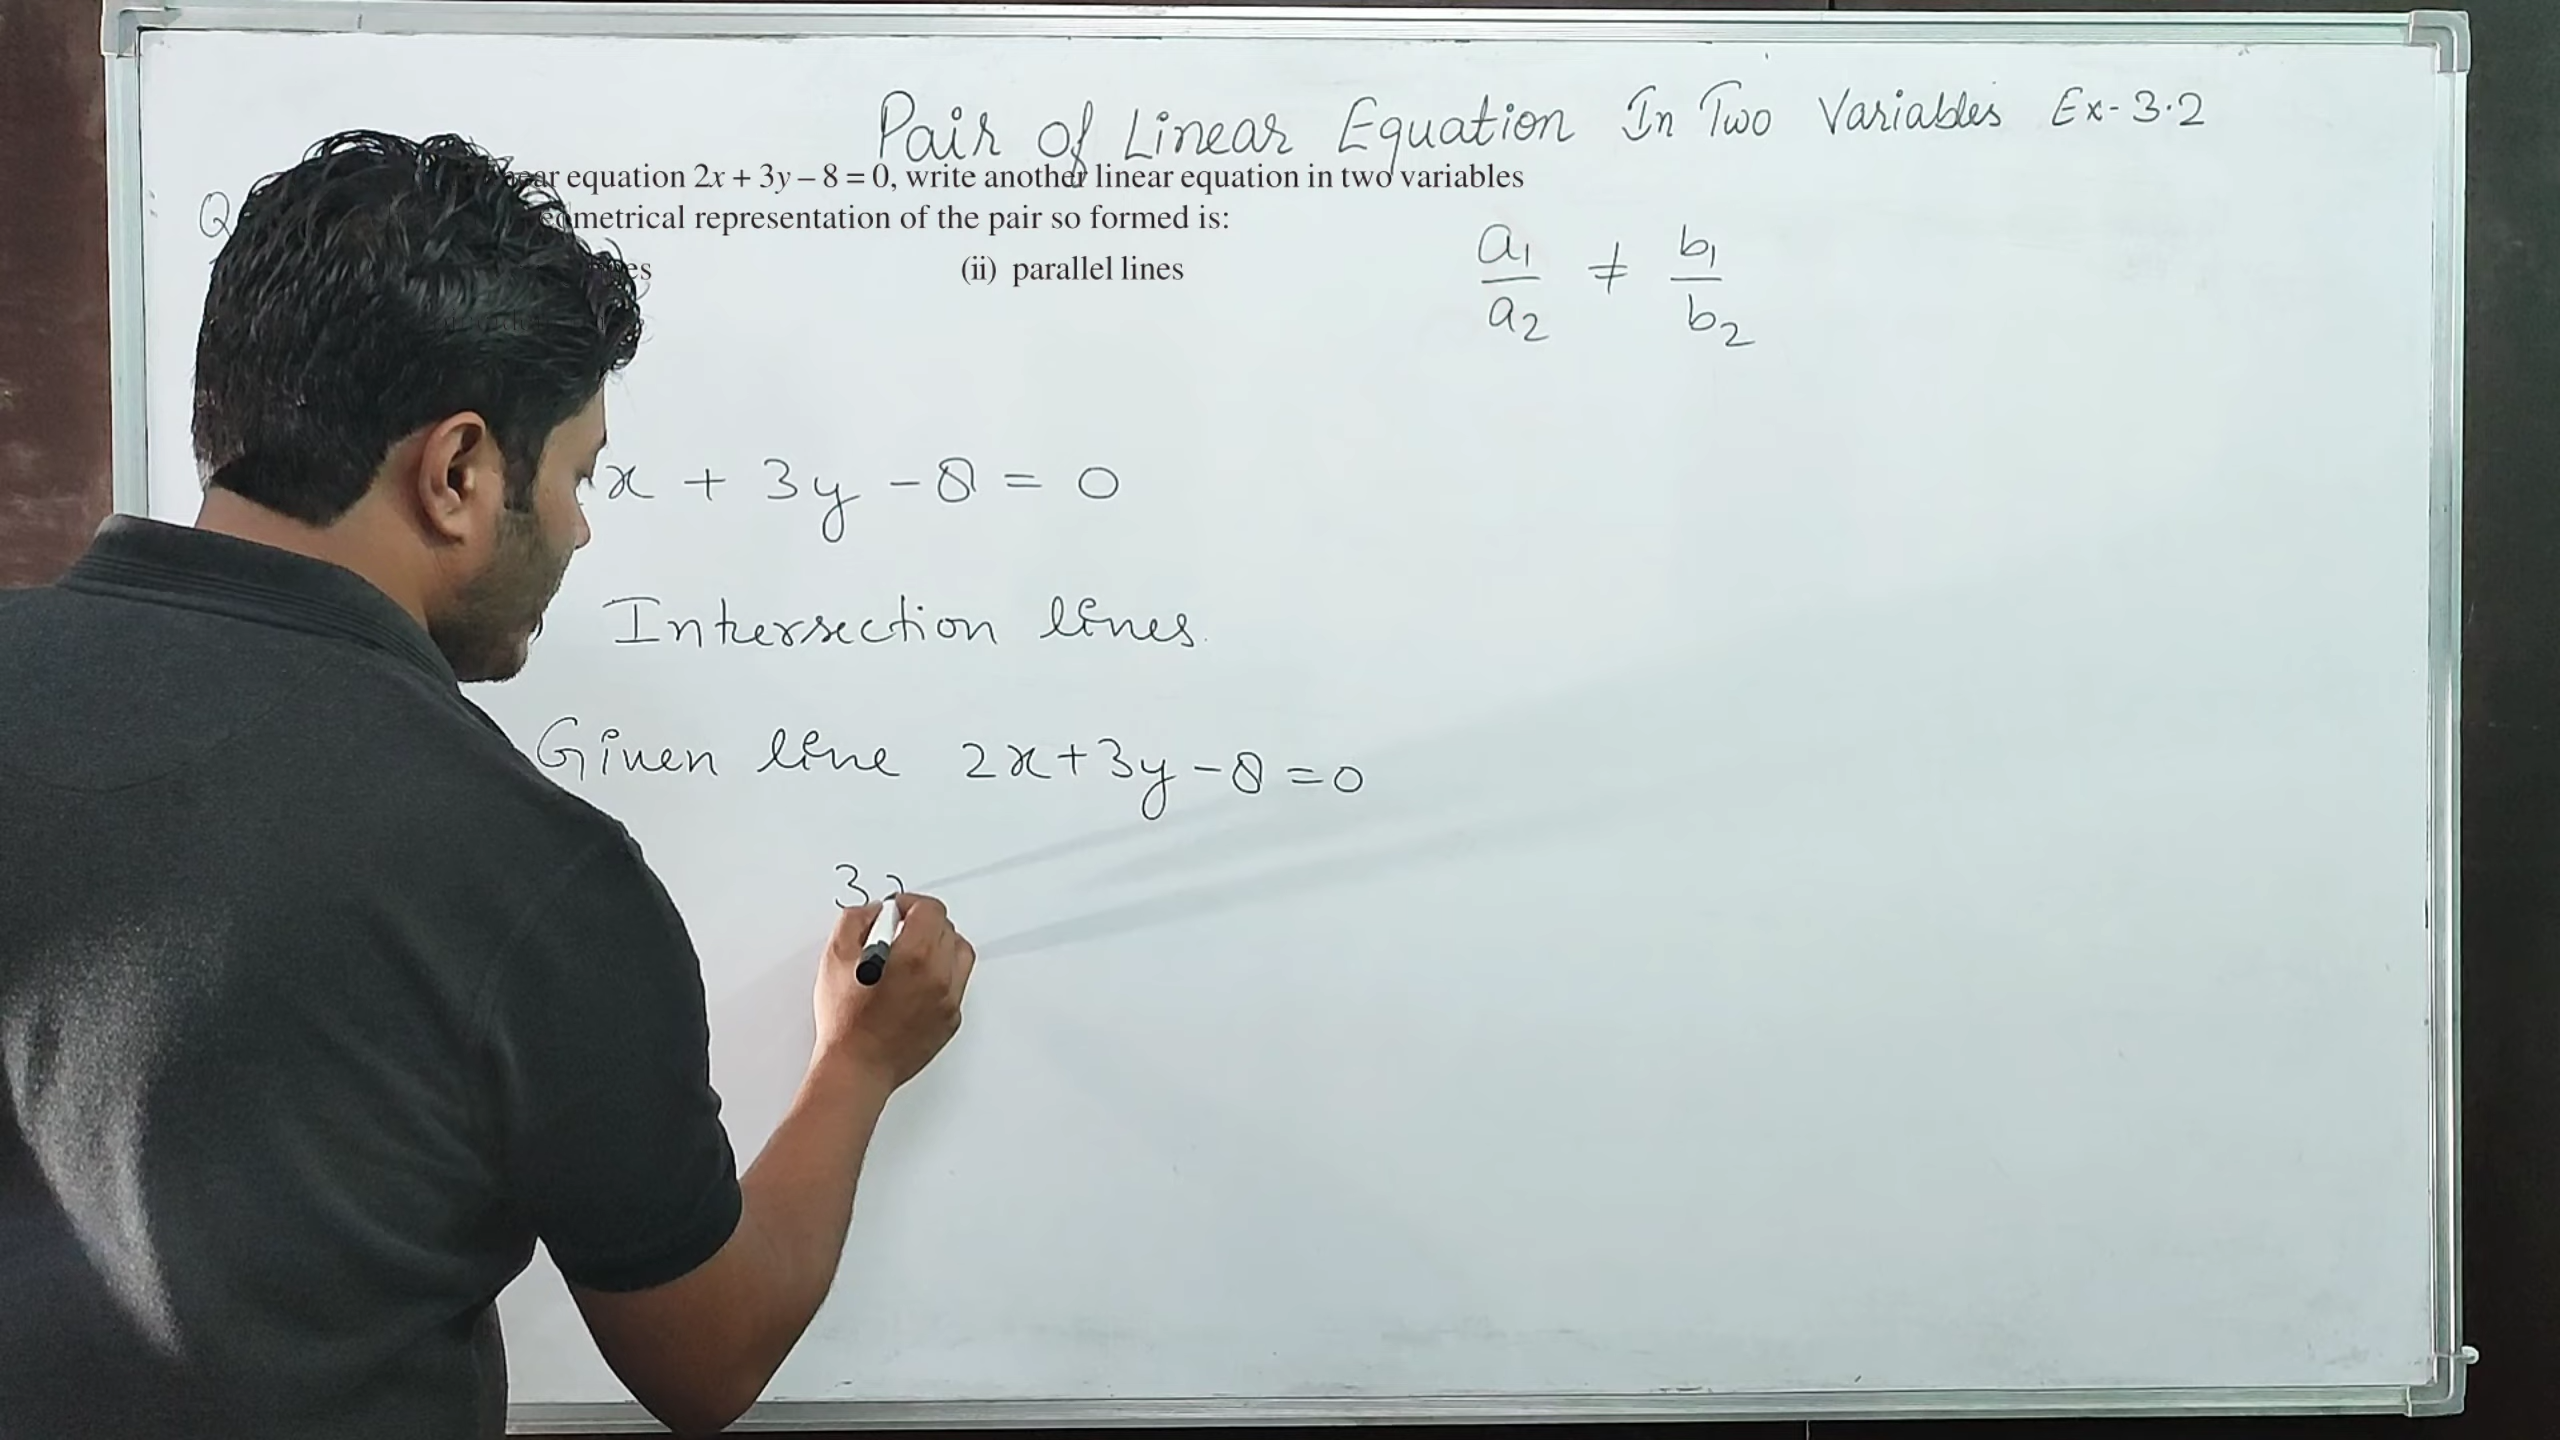 Pair of Linear Equation In Two Variables Ex-3.2
equation 2x + 3y – 8 = 0, write another linear equation in two variables
Q
representation of the pair so formed is:
(ii) parallel lines
a1/a2 ≠ b1/b2
x + 3y - 8 = 0
Intersection lines.
Given line 2x+3y-8=0
3